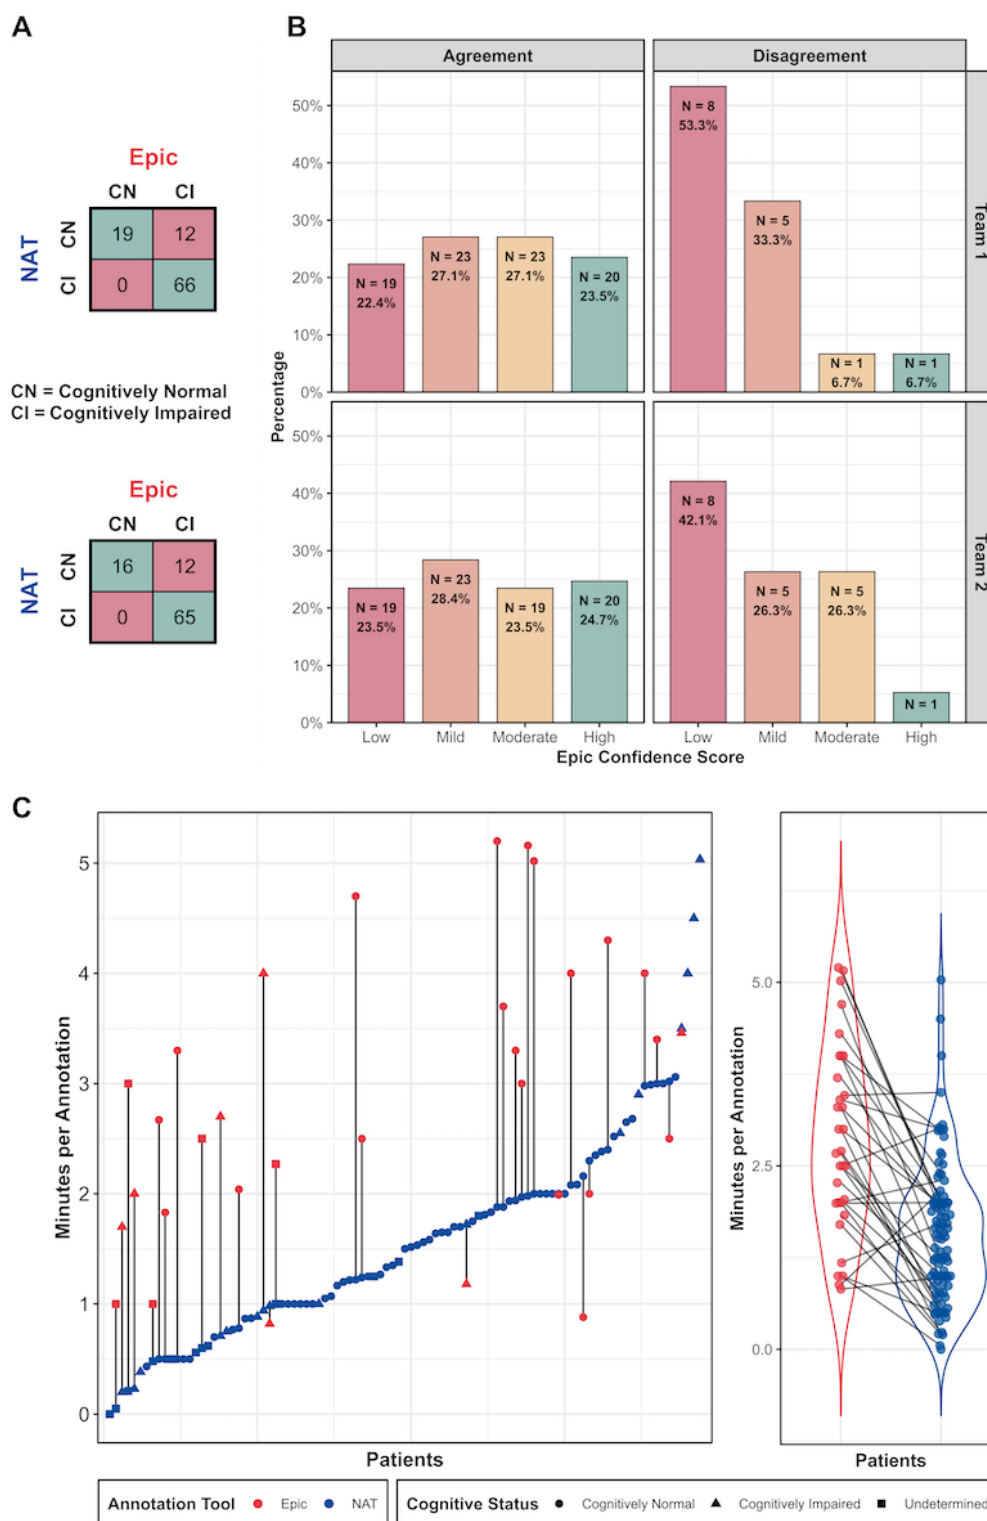 A
Epic
CN CI
NAT
CN
19 12
CI
0 66
CN = Cognitively Normal
CI = Cognitively Impaired
Epic
CN CI
NAT
CN
16 12
CI
0 65
B
Agreement Disagreement
Percentage
50%
40%
30%
20%
10%
0%
N = 19
22.4%
N = 23
27.1%
N = 23
27.1%
N = 20
23.5%
N = 8
53.3%
N = 5
33.3%
N = 1
6.7%
N = 1
6.7%
Team 1
50%
40%
30%
20%
10%
0%
N = 19
23.5%
N = 23
28.4%
N = 19
23.5%
N = 20
24.7%
N = 8
42.1%
N = 5
26.3%
N = 5
26.3%
N = 1
Team 2
Low Mild Moderate High Low Mild Moderate High
Epic Confidence Score
C
Minutes per Annotation
5
4
3
2
1
0
Patients
Minutes per Annotation
5.0
2.5
0.0
Patients
Annotation Tool Epic NAT
Cognitive Status Cognitively Normal Cognitively Impaired Undetermined